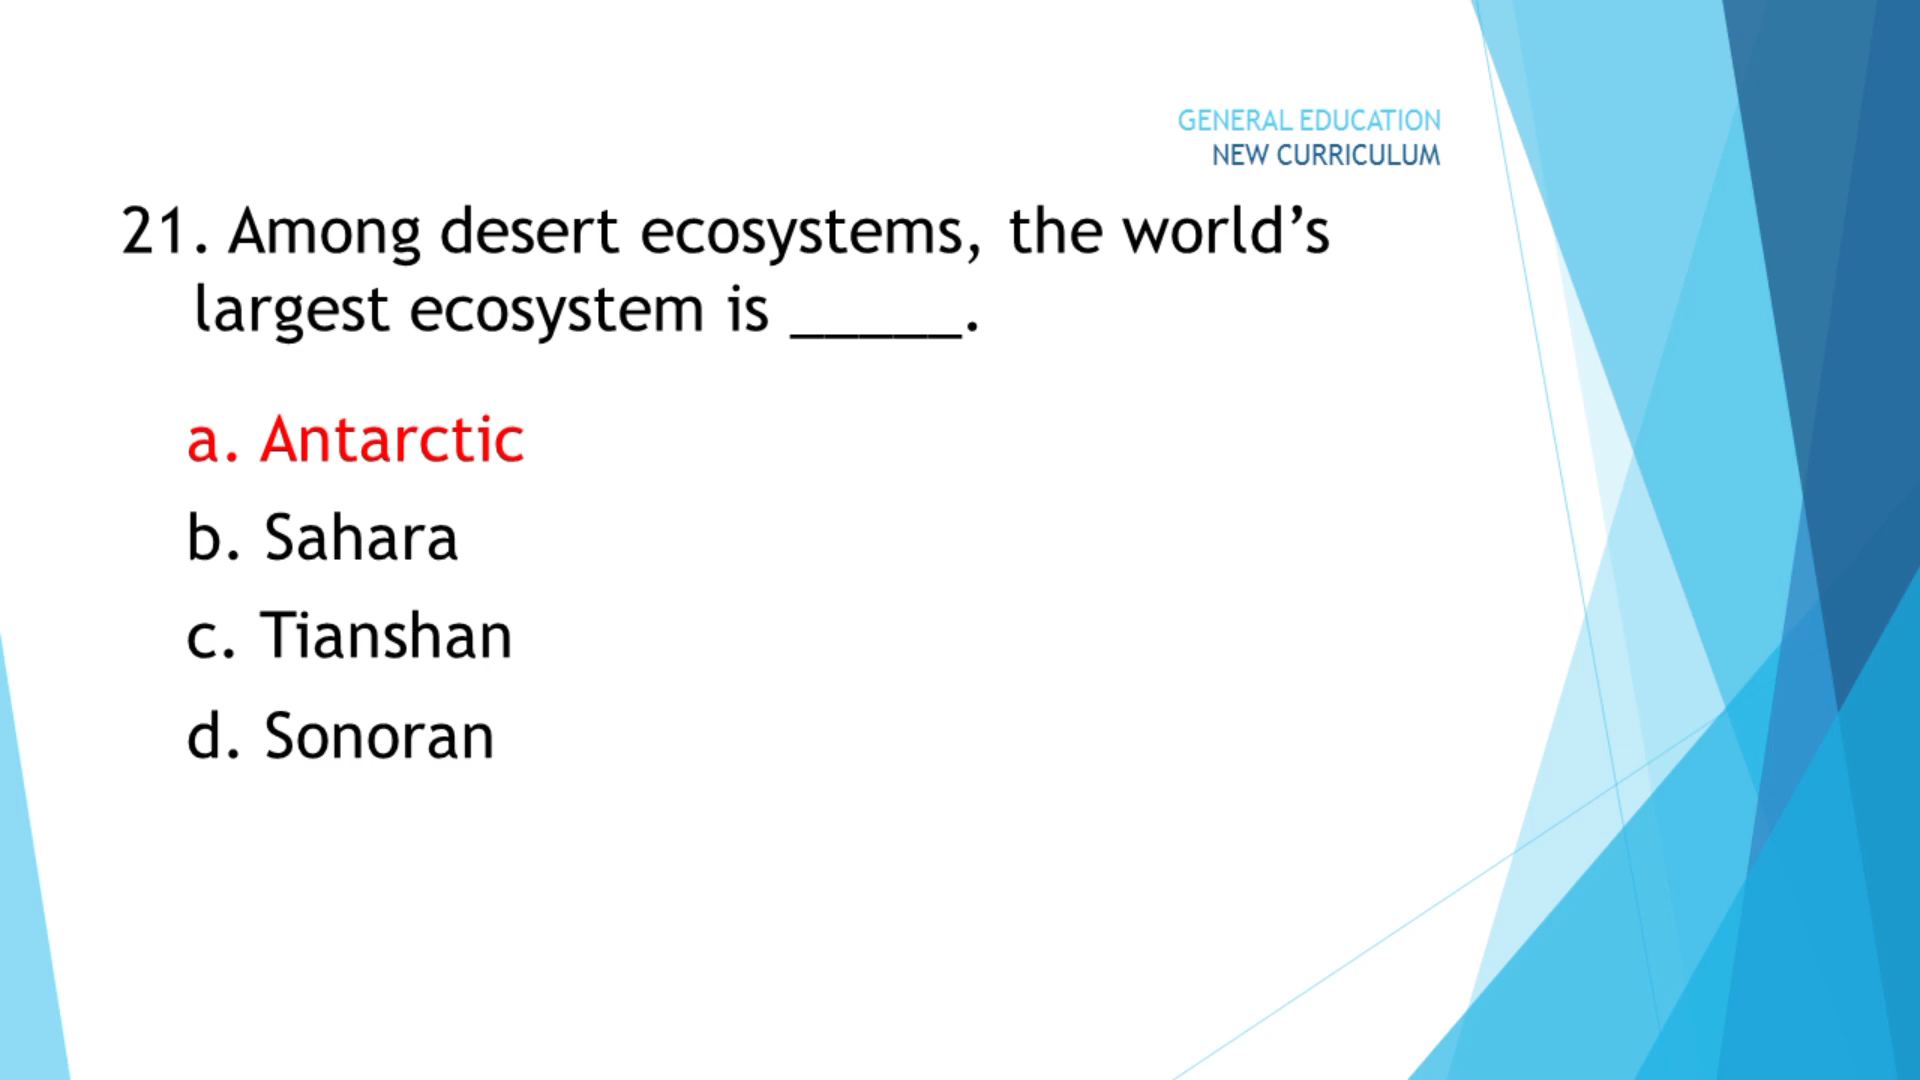 GENERAL EDUCATION
NEW CURRICULUM
21. Among desert ecosystems, the world’s
largest ecosystem is _____.
a. Antarctic
b. Sahara
c. Tianshan
d. Sonoran